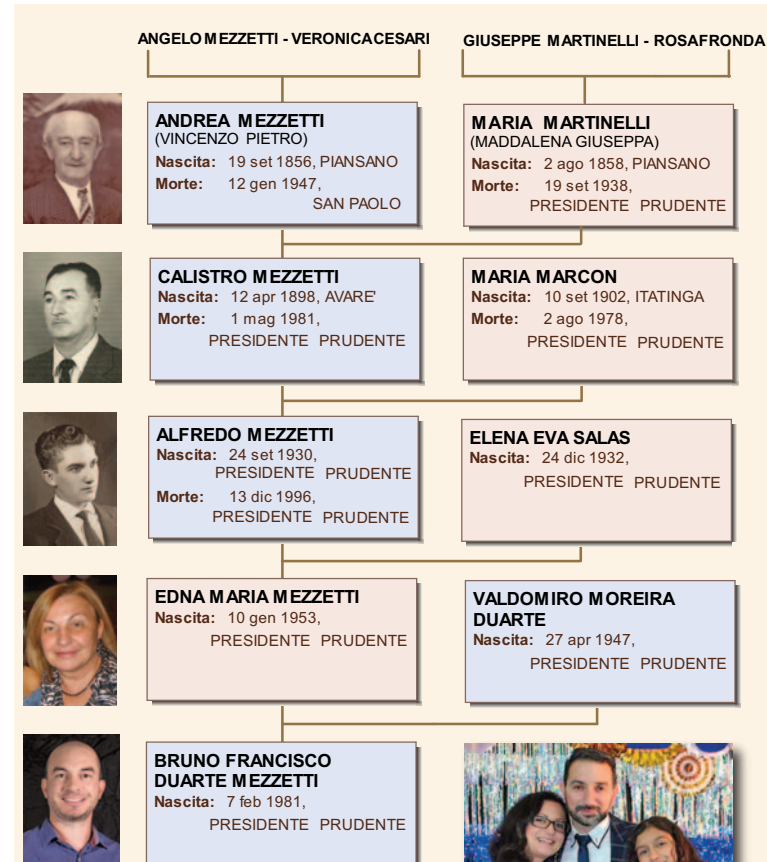 ANGELO MEZZETTI - VERONICACESARI
GIUSEPPE MARTINELLI - ROSAFRONDA
ANDREA MEZZETTI
(VINCENZO PIETRO)
Nascita: 19 set 1856, PIANSANO
Morte: 12 gen 1947,
SAN PAOLO
MARIA MARTINELLI
(MADDALENA GIUSEPPA)
Nascita: 2 ago 1858, PIANSANO
Morte: 19 set 1938,
PRESIDENTE PRUDENTE
CALISTRO MEZZETTI
Nascita: 12 apr 1898, AVARE'
Morte: 1 mag 1981,
PRESIDENTE PRUDENTE
MARIA MARCON
Nascita: 10 set 1902, ITATINGA
Morte: 2 ago 1978,
PRESIDENTE PRUDENTE
ALFREDO MEZZETTI
Nascita: 24 set 1930,
PRESIDENTE PRUDENTE
Morte: 13 dic 1996,
PRESIDENTE PRUDENTE
ELENA EVA SALAS
Nascita: 24 dic 1932,
PRESIDENTE PRUDENTE
EDNA MARIA MEZZETTI
Nascita: 10 gen 1953,
PRESIDENTE PRUDENTE
VALDOMIRO MOREIRA
DUARTE
Nascita: 27 apr 1947,
PRESIDENTE PRUDENTE
BRUNO FRANCISCO
DUARTE MEZZETTI
Nascita: 7 feb 1981,
PRESIDENTE PRUDENTE